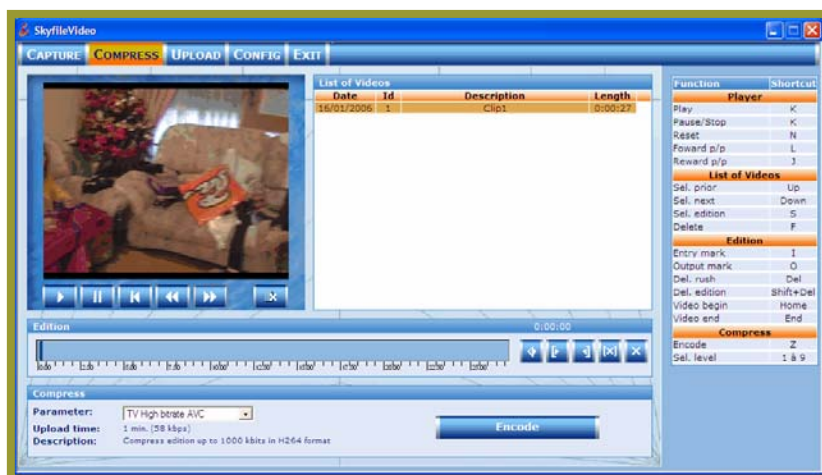 SkyfileVideo
CAPTURE COMPRESS UPLOAD CONFIG EXIT
List of Videos
Date Id Description Length
16/01/2006 1 Clip1 0:00:27
Function Shortcut
Player
Play K
Pause/Stop K
Reset N
Foward p/p L
Reward p/p J
List of Videos
Sel. prior Up
Sel. next Down
Sel. edition S
Delete F
Edition
Entry mark I
Output mark O
Del. rush Del
Del. edition Shift+Del
Video begin Home
Video end End
Compress
Encode Z
Sel. level 1 à 9
Edition 0:00:00
Compress
Parameter: TV High bitrate AVC
Upload time: 1 min. (58 kbps)
Description: Compress edition up to 1000 kbits in H264 format
Encode